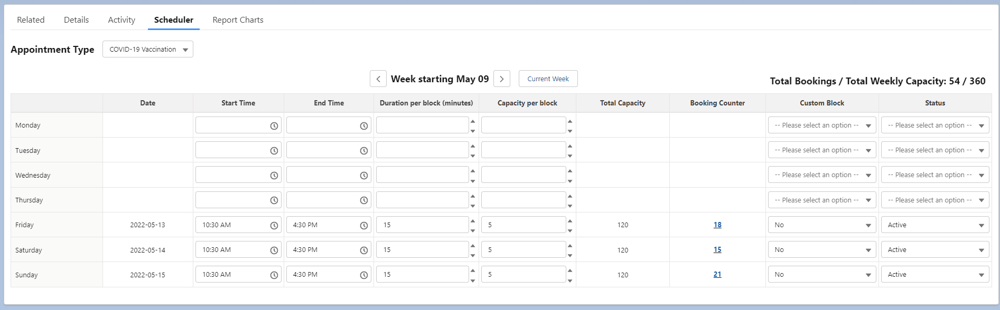 Related Details Activity Scheduler Report Charts
Appointment Type COVID-19 Vaccination
Week starting May 09 Current Week
Total Bookings / Total Weekly Capacity: 54 / 360
Date Start Time End Time Duration per block (minutes) Capacity per block Total Capacity Booking Counter Custom Block Status
Monday -- Please select an option -- -- Please select an option --
Tuesday -- Please select an option -- -- Please select an option --
Wednesday -- Please select an option -- -- Please select an option --
Thursday -- Please select an option -- -- Please select an option --
Friday 2022-05-13 10:30 AM 4:30 PM 15 5 120 18 No Active
Saturday 2022-05-14 10:30 AM 4:30 PM 15 5 120 15 No Active
Sunday 2022-05-15 10:30 AM 4:30 PM 15 5 120 21 No Active